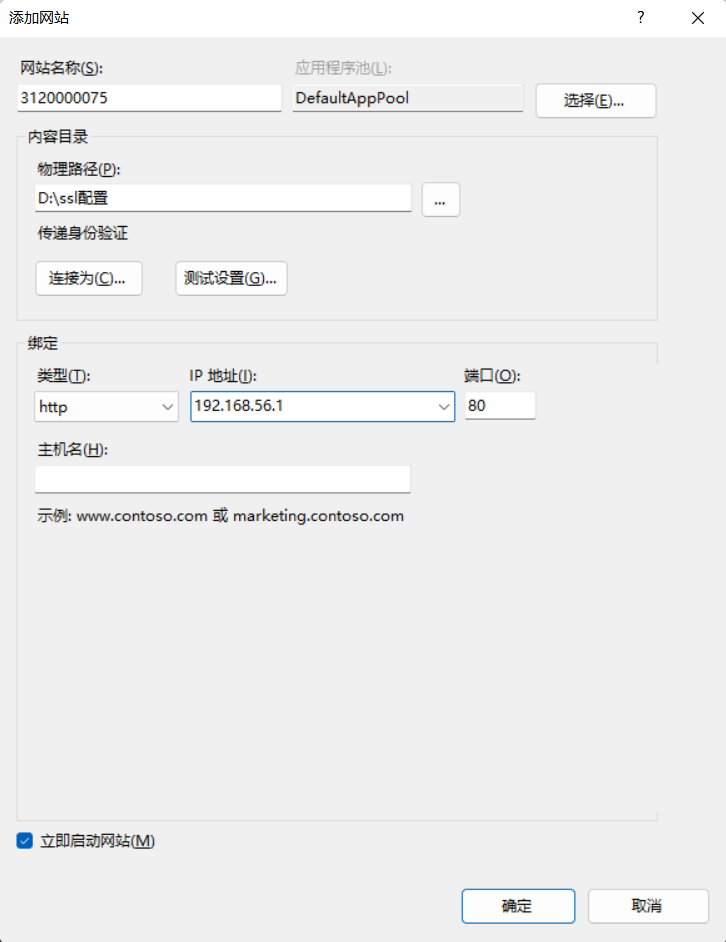 添加网站
?
网站名称(S):
应用程序池(L):
3120000075
DefaultAppPool
选择(E)...
内容目录
物理路径(P):
D:\ssl配置
...
传递身份验证
连接为(C)...
测试设置(G)...
绑定
类型(T):
IP 地址(I):
端口(O):
http
192.168.56.1
80
主机名(H):
示例: www.contoso.com 或 marketing.contoso.com
立即启动网站(M)
确定
取消